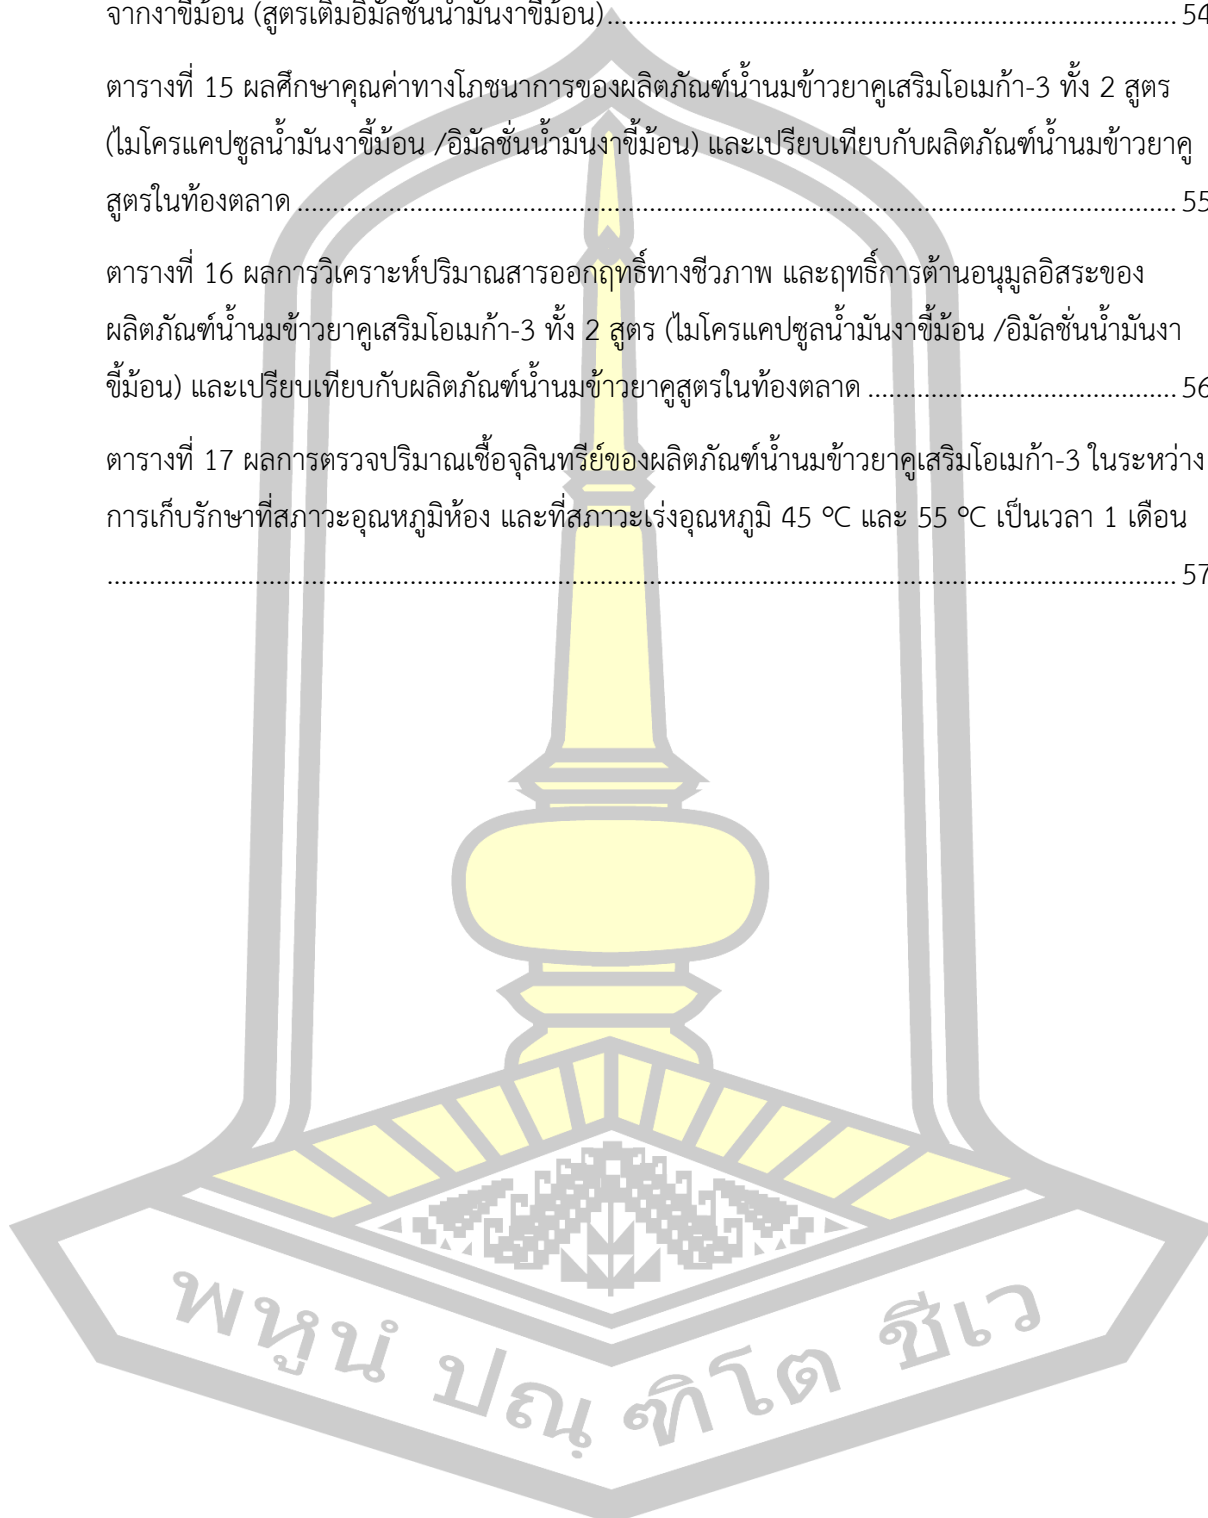 จากงาขี้ม้อน (สูตรเติมอิมัลชันน้ำมันงาขี้ม้อน) ........ 54
ตารางที่ 15 ผลศึกษาคุณค่าทางโภชนาการของผลิตภัณฑ์น้ำนมข้าวยาคูเสริมโอเมก้า-3 ทั้ง 2 สูตร
(ไมโครแคปซูลน้ำมันงาขี้ม้อน /อิมัลชั่นน้ำมันงาขี้ม้อน) และเปรียบเทียบกับผลิตภัณฑ์น้ำนมข้าวยาคู
สูตรในท้องตลาด ........ 55
ตารางที่ 16 ผลการวิเคราะห์ปริมาณสารออกฤทธิ์ทางชีวภาพ และฤทธิ์การต้านอนุมูลอิสระของ
ผลิตภัณฑ์น้ำนมข้าวยาคูเสริมโอเมก้า-3 ทั้ง 2 สูตร (ไมโครแคปซูลน้ำมันงาขี้ม้อน /อิมัลชั่นน้ำมันงา
ขี้ม้อน) และเปรียบเทียบกับผลิตภัณฑ์น้ำนมข้าวยาคูสูตรในท้องตลาด ........ 56
ตารางที่ 17 ผลการตรวจปริมาณเชื้อจุลินทรีย์ของผลิตภัณฑ์น้ำนมข้าวยาคูเสริมโอเมก้า-3 ในระหว่าง
การเก็บรักษาที่สภาวะอุณหภูมิห้อง และที่สภาวะเร่งอุณหภูมิ 45 °C และ 55 °C เป็นเวลา 1 เดือน
........ 57
พหูนํ ปณฺฑิโต ชีเว